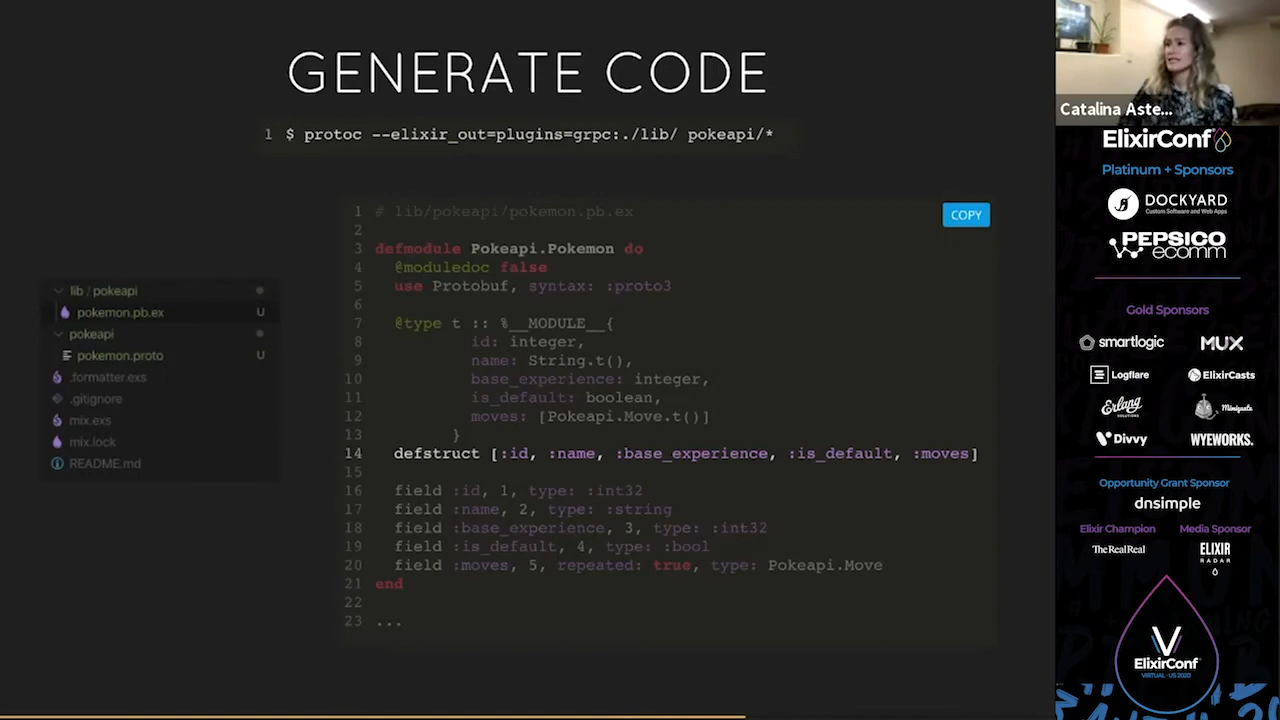 GENERATE CODE
1 $ protoc --elixir_out=plugins=grpc:./lib/ pokeapi/*
lib / pokeapi
pokemon.pb.ex U
pokeapi
pokemon.proto U
.formatter.exs
.gitignore
mix.exs
mix.lock
README.md
COPY
1 # lib/pokeapi/pokemon.pb.ex
2
3 defmodule Pokeapi.Pokemon do
4 @moduledoc false
5 use Protobuf, syntax: :proto3
6
7 @type t :: %__MODULE__{
8 id: integer,
9 name: String.t(),
10 base_experience: integer,
11 is_default: boolean,
12 moves: [Pokeapi.Move.t()]
13 }
14 defstruct [:id, :name, :base_experience, :is_default, :moves]
15
16 field :id, 1, type: :int32
17 field :name, 2, type: :string
18 field :base_experience, 3, type: :int32
19 field :is_default, 4, type: :bool
20 field :moves, 5, repeated: true, type: Pokeapi.Move
21 end
22
23 ...
Catalina Aste...
ElixirConf
Platinum + Sponsors
DOCKYARD
Custom Software and Web Apps
PEPSICO
ecomm
Gold Sponsors
smartlogic MUX
Logflare ElixirCasts
Erlang
SOLUTIONS
Divvy WYEWORKS.
Opportunity Grant Sponsor
dnsimple
Elixir Champion Media Sponsor
TheRealReal ELIXIR
RADAR
ElixirConf
VIRTUAL - US 2020